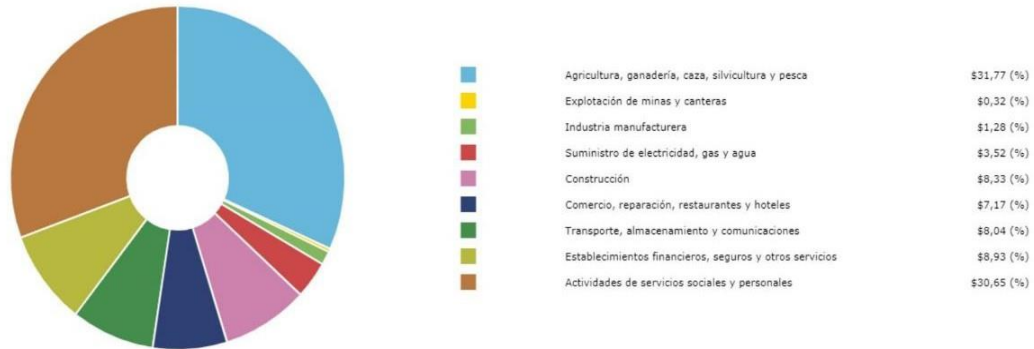 Agricultura, ganadería, caza, silvicultura y pesca $31,77 (%)
Explotación de minas y canteras $0,32 (%)
Industria manufacturera $1,28 (%)
Suministro de electricidad, gas y agua $3,52 (%)
Construcción $8,33 (%)
Comercio, reparación, restaurantes y hoteles $7,17 (%)
Transporte, almacenamiento y comunicaciones $8,04 (%)
Establecimientos financieros, seguros y otros servicios $8,93 (%)
Actividades de servicios sociales y personales $30,65 (%)